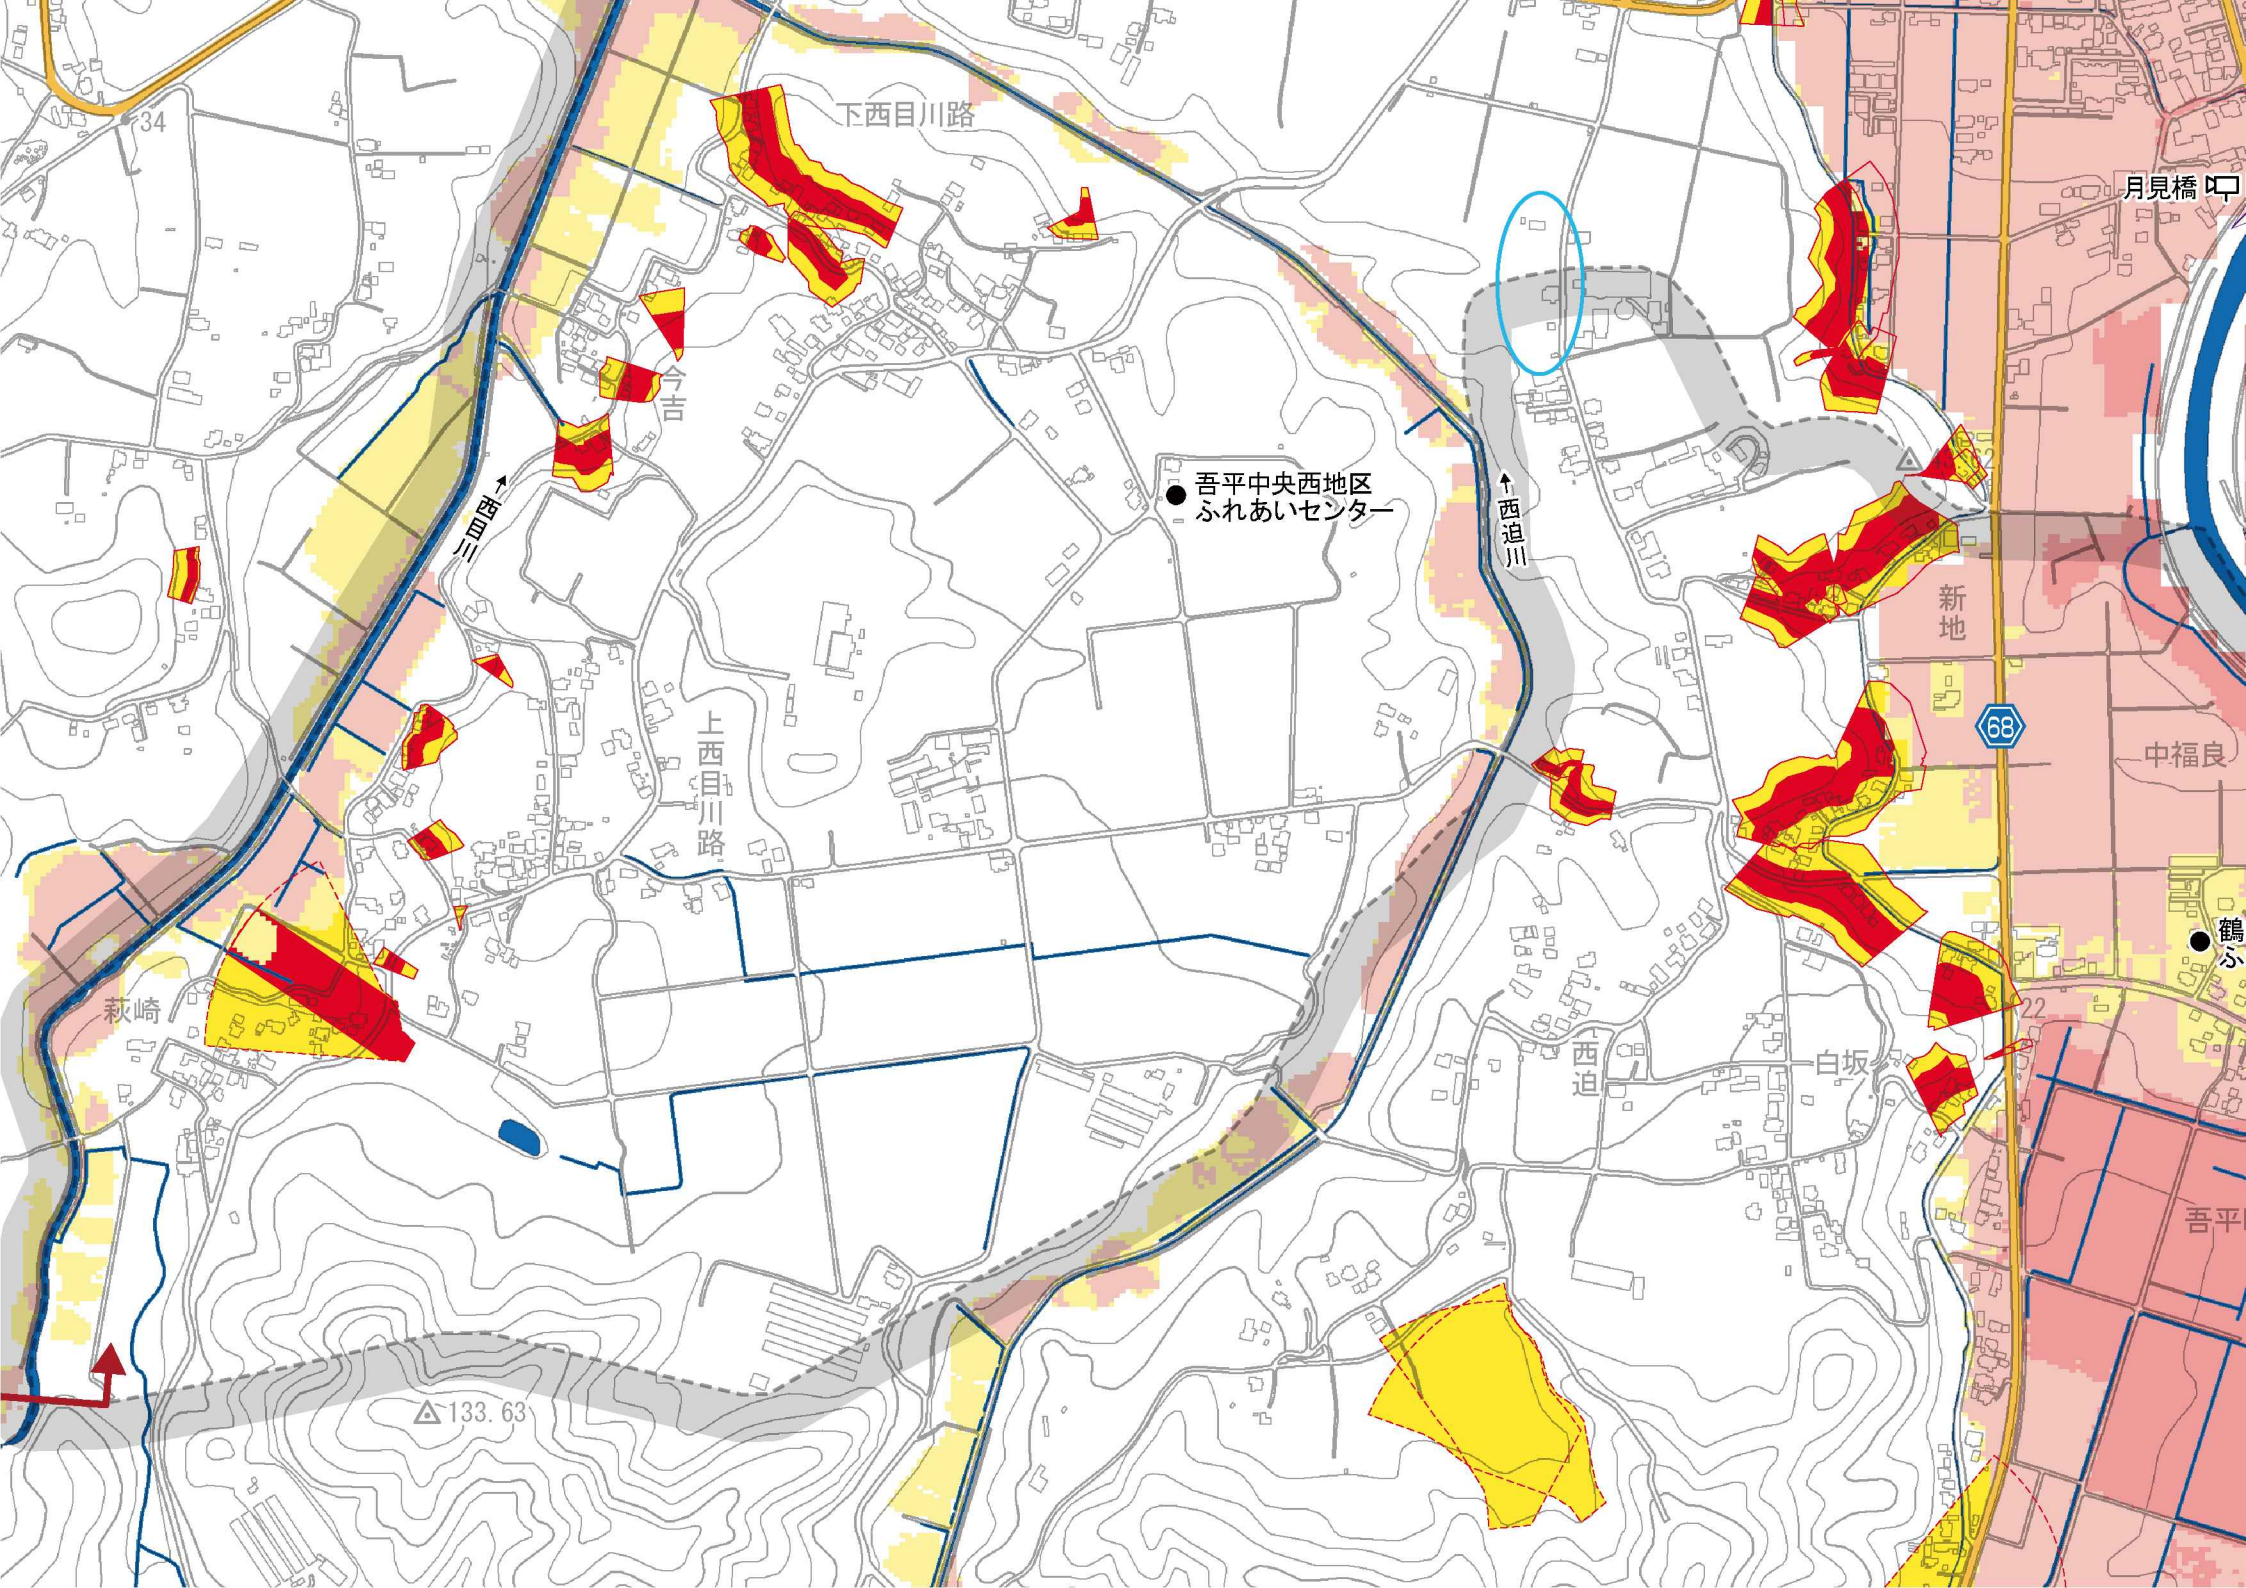 34
下西目川路
月見橋
今吉
吾平中央西地区
ふれあいセンター
↑西目川
↑西迫川
新地
68
上西目川路
中福良
鶴
ふ
萩崎
22
西迫
白坂
吾平
133.63